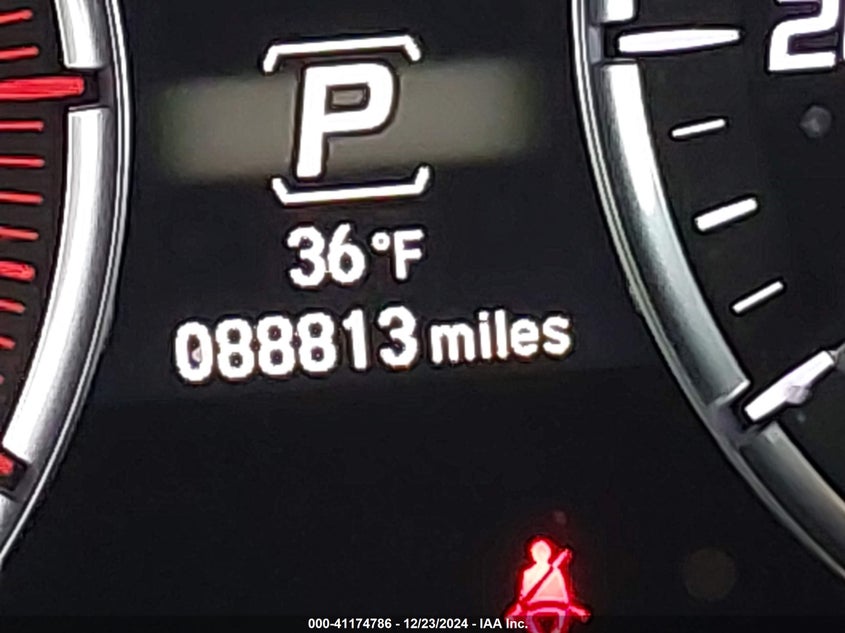 P
36°F
088813 miles
000-41174786 - 12/23/2024 - IAA Inc.